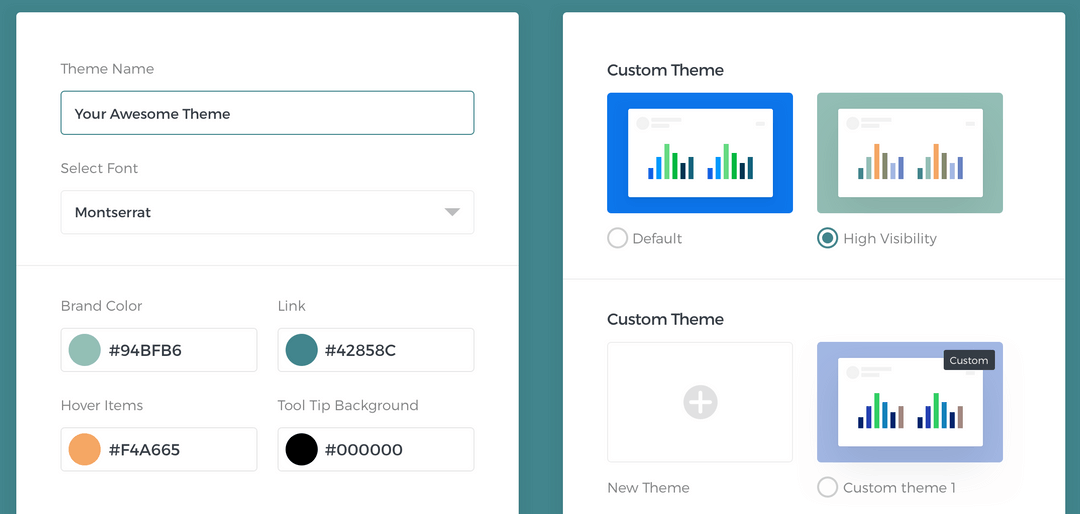 Theme Name
Your Awesome Theme
Select Font
Montserrat
Brand Color
Link
#94BFB6
#42858C
Hover Items
Tool Tip Background
#F4A665
#000000
Custom Theme
Default
High Visibility
Custom Theme
Custom
New Theme
Custom theme 1